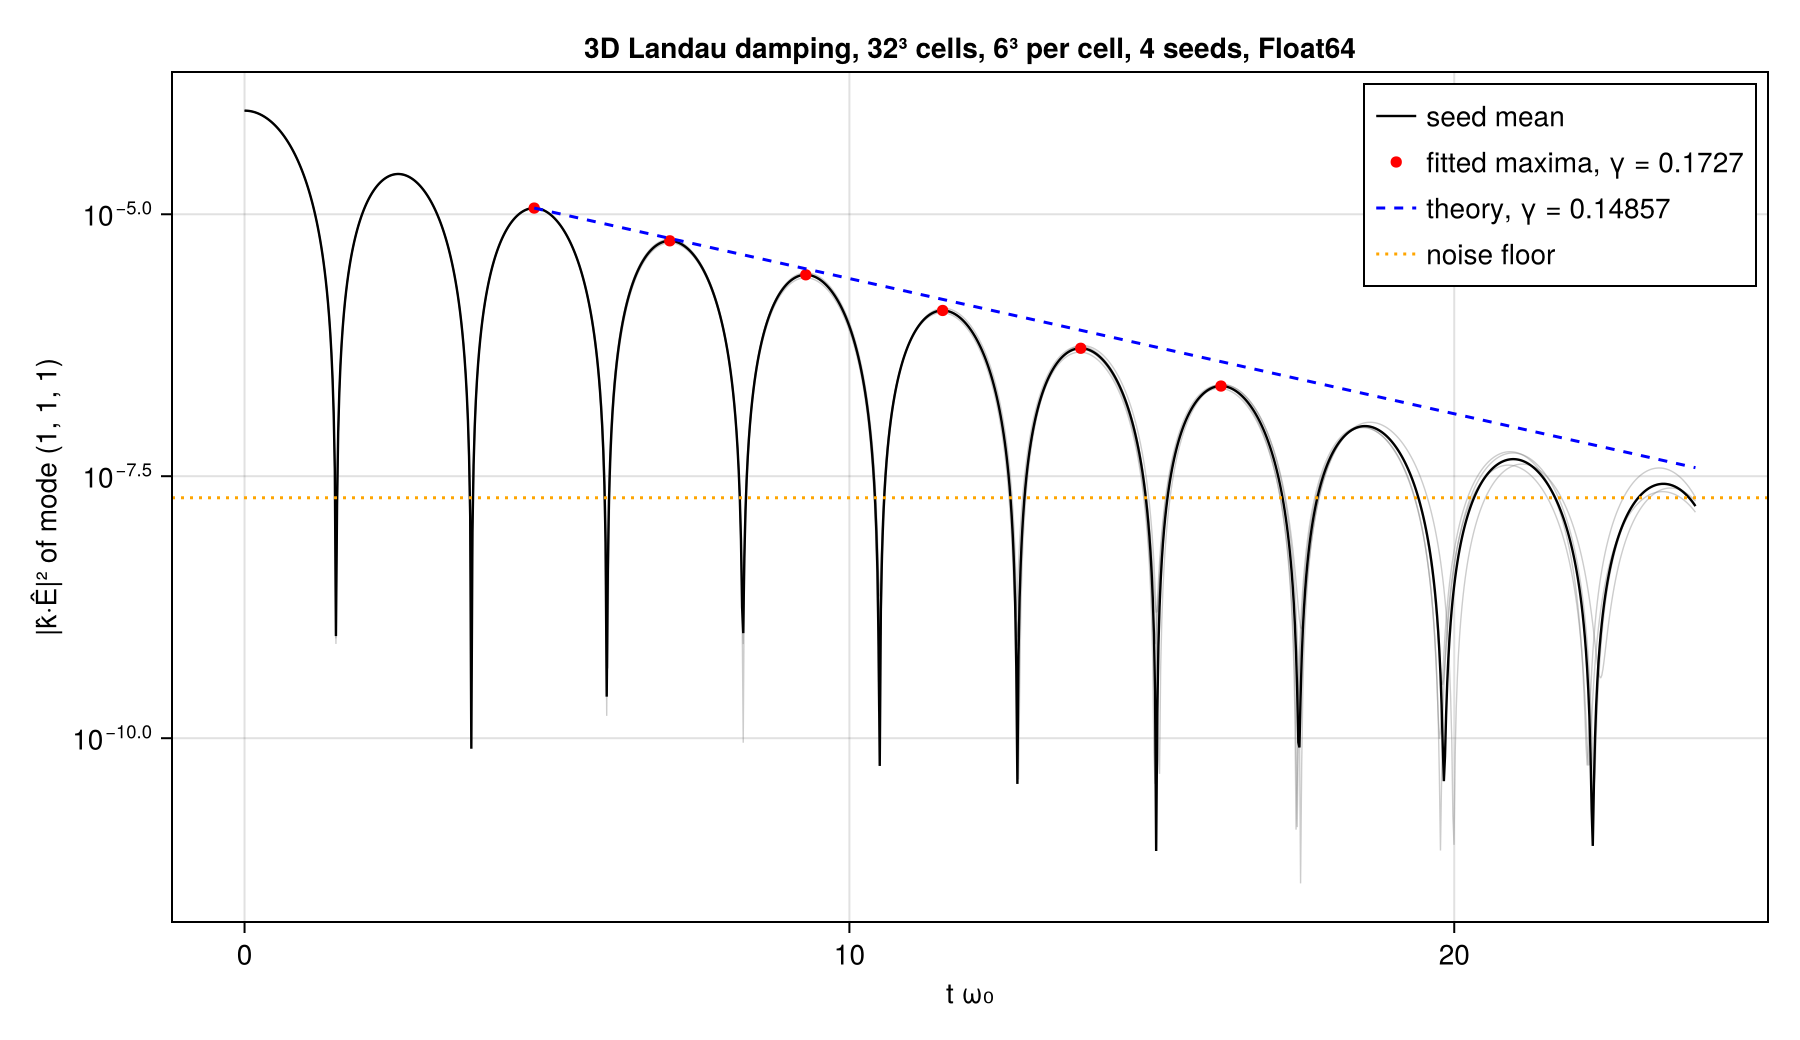 3D Landau damping, 32³ cells, 6³ per cell, 4 seeds, Float64
seed mean
fitted maxima, γ = 0.1727
theory, γ = 0.14857
noise floor
|k̂·Ê|² of mode (1, 1, 1)
10⁻⁵·⁰
10⁻⁷·⁵
10⁻¹⁰·⁰
0
10
20
t ω₀